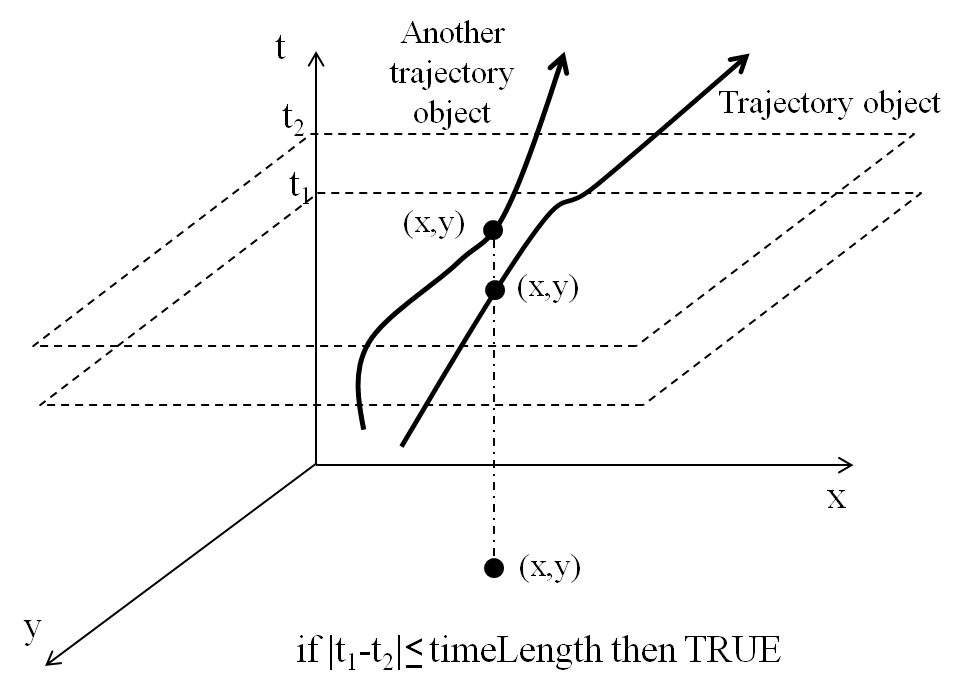 t
Another
trajectory
object
Trajectory object
t₂
t₁
(x,y)
(x,y)
x
(x,y)
y
if |t₁-t₂|≤timeLength then TRUE